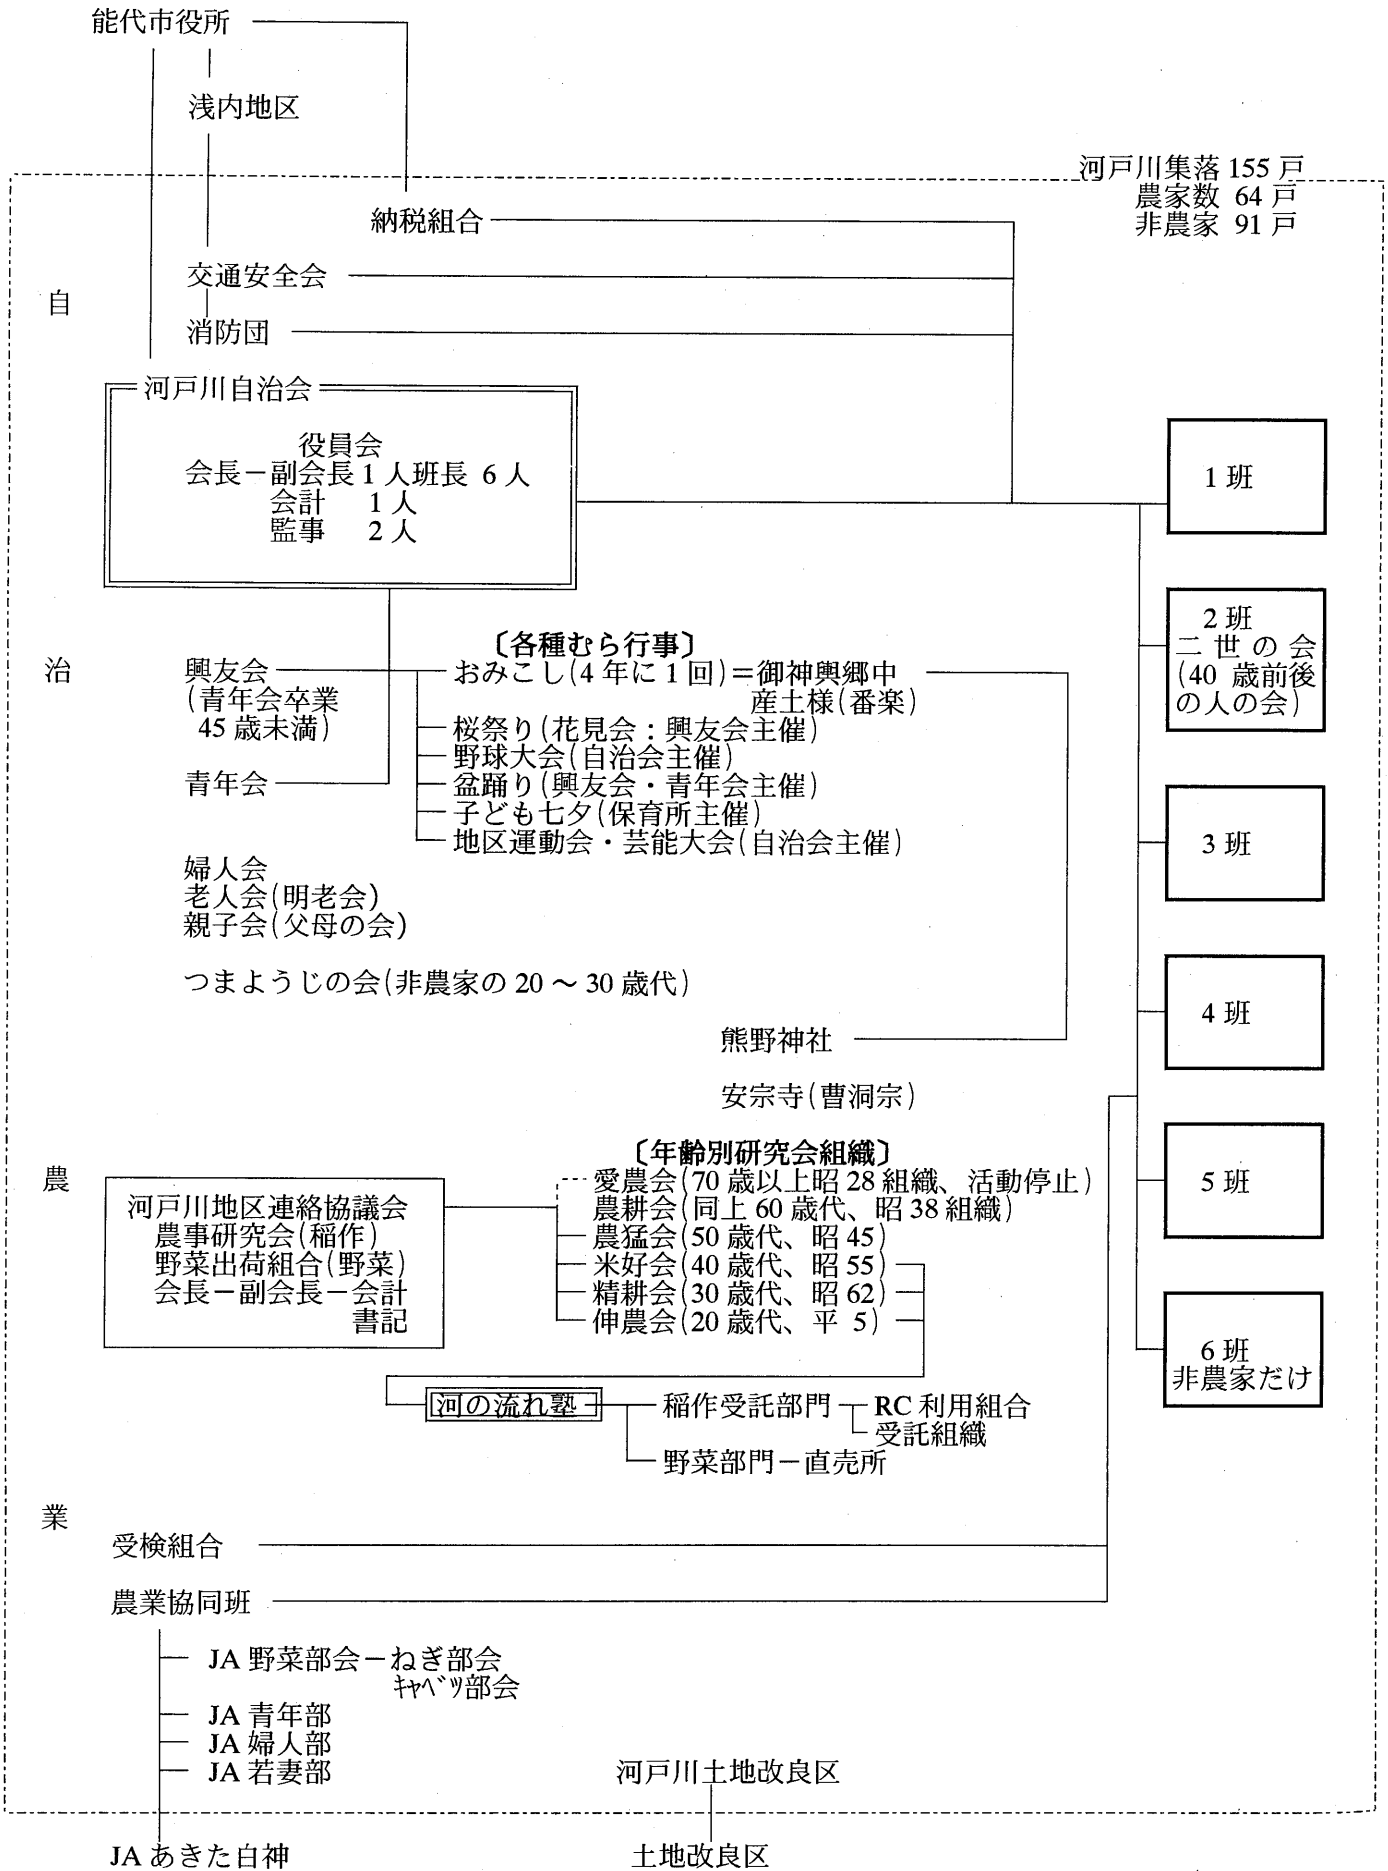 能代市役所
浅内地区
河戸川集落 155 戸
農家数 64 戸
非農家 91 戸
納税組合
交通安全会
自
消防団
河戸川自治会
役員会
会長－副会長 1 人班長 6 人
会計 1 人
監事 2 人
1 班
2 班
二世の会
(40 歳前後
の人の会)
3 班
4 班
5 班
6 班
非農家だけ
治
〔各種むら行事〕
興友会
(青年会卒業
45 歳未満)
青年会
おみこし(4 年に 1 回)＝御神興郷中
産土様(番楽)
桜祭り(花見会：興友会主催)
野球大会(自治会主催)
盆踊り(興友会・青年会主催)
子ども七夕(保育所主催)
地区運動会・芸能大会(自治会主催)
婦人会
老人会(明老会)
親子会(父母の会)
つまようじの会(非農家の 20 ～ 30 歳代)
熊野神社
安宗寺(曹洞宗)
農
〔年齢別研究会組織〕
河戸川地区連絡協議会
農事研究会(稲作)
野菜出荷組合(野菜)
会長－副会長－会計
書記
愛農会(70 歳以上昭 28 組織、活動停止)
農耕会(同上 60 歳代、昭 38 組織)
農猛会(50 歳代、昭 45)
米好会(40 歳代、昭 55)
精耕会(30 歳代、昭 62)
伸農会(20 歳代、平 5)
河の流れ塾
稲作受託部門
RC 利用組合
受託組織
野菜部門－直売所
業
受検組合
農業協同班
JA 野菜部会－ねぎ部会
ｷｬﾍﾞﾂ部会
JA 青年部
JA 婦人部
JA 若妻部
河戸川土地改良区
JA あきた白神
土地改良区